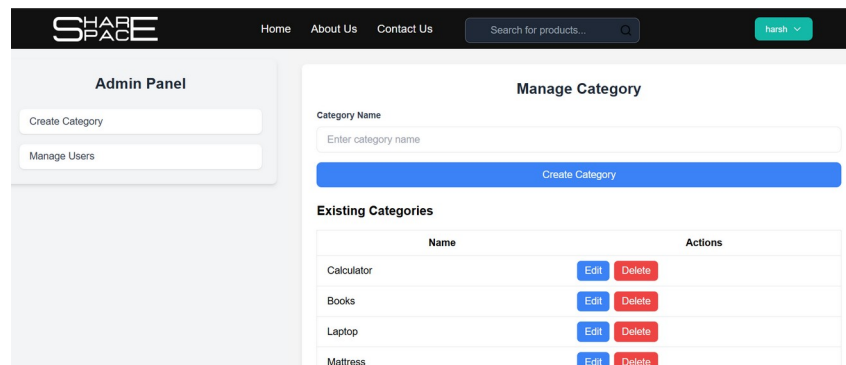 SHARE SPACE
Home About Us Contact Us Search for products... harsh
Admin Panel
Create Category
Manage Users
Manage Category
Category Name
Enter category name
Create Category
Existing Categories
Name Actions
Calculator Edit Delete
Books Edit Delete
Laptop Edit Delete
Mattress Edit Delete